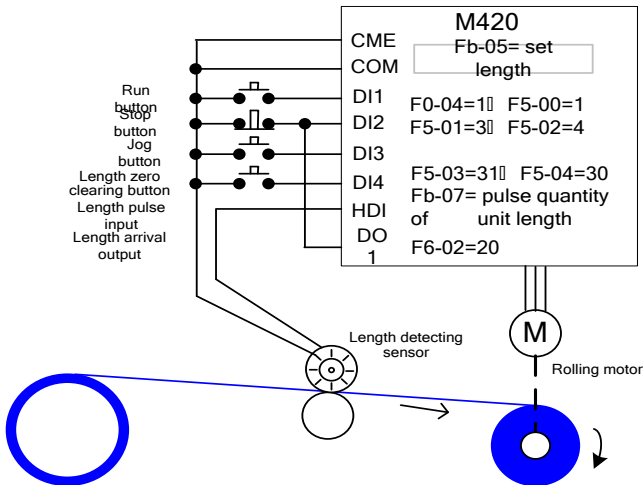 M420
Fb-05= set
length
CME
COM
DI1
DI2
DI3
DI4
HDI
DO
1
F0-04=1▯ F5-00=1
F5-01=3▯ F5-02=4
F5-03=31▯ F5-04=30
Fb-07= pulse quantity
of unit length
F6-02=20
Run
button
Stop
button
Jog
button
Length zero
clearing button
Length pulse
input
Length arrival
output
Length detecting
sensor
M
Rolling motor